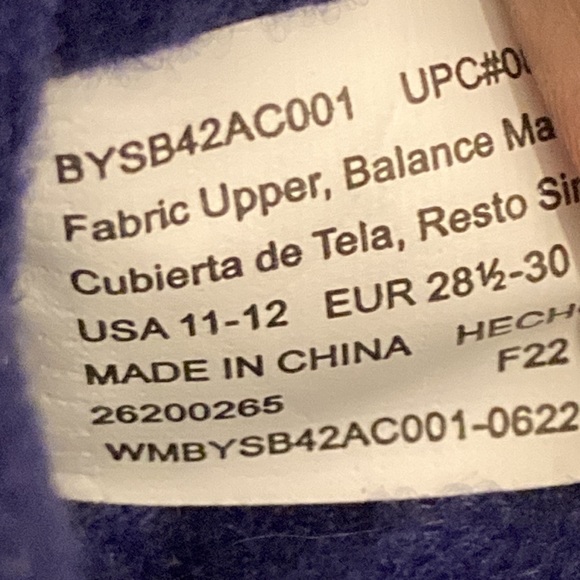 BYSB42AC001 UPC#0
Fabric Upper, Balance Ma
Cubierta de Tela, Resto Sin
USA 11-12 EUR 28½-30
MADE IN CHINA HECH
F22
26200265
WMBYSB42AC001-0622